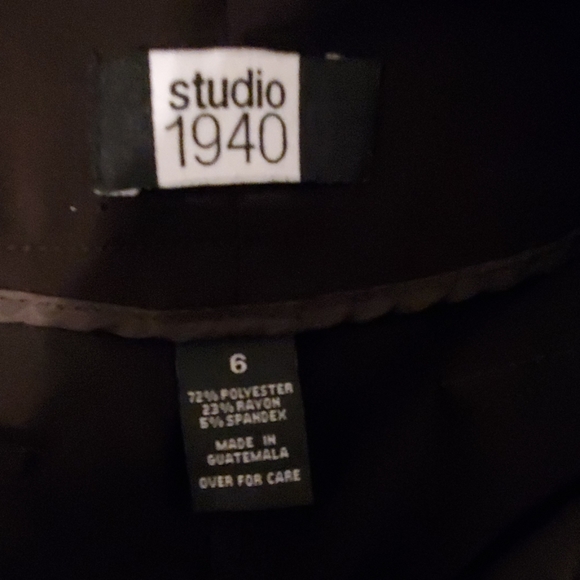 studio
1940
6
72% POLYESTER
23% RAYON
5% SPANDEX
MADE IN
GUATEMALA
OVER FOR CARE